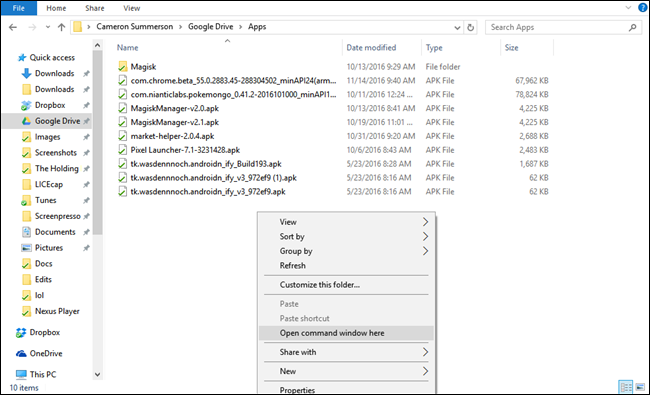 File Home Share View
Cameron Summerson > Google Drive > Apps
Search Apps
Name Date modified Type Size
Quick access
Downloads
Downloads
Dropbox
Google Drive
Images
Screenshots
The Holding
LICEcap
Tunes
Screenpresso
Documents
Pictures
Docs
Edits
lol
Nexus Player
Dropbox
OneDrive
This PC
Magisk 10/13/2016 9:29 AM File folder
com.chrome.beta_55.0.2883.45-288304502_minAPI24(arm... 11/14/2016 9:40 AM APK File 67,962 KB
com.nianticlabs.pokemongo_0.41.2-2016101000_minAPI1... 10/11/2016 12:24 ... APK File 78,824 KB
MagiskManager-v2.0.apk 10/13/2016 8:41 AM APK File 4,225 KB
MagiskManager-v2.1.apk 10/19/2016 11:01 ... APK File 4,225 KB
market-helper-2.0.4.apk 10/31/2016 9:20 AM APK File 2,688 KB
Pixel Launcher-7.1-3231428.apk 10/6/2016 8:43 AM APK File 2,483 KB
tk.wasdennnoch.androidn_ify_Build193.apk 5/23/2016 8:28 AM APK File 1,687 KB
tk.wasdennnoch.androidn_ify_v3_972ef9 (1).apk 5/23/2016 8:16 AM APK File 62 KB
tk.wasdennnoch.androidn_ify_v3_972ef9.apk 5/23/2016 8:16 AM APK File 62 KB
View
Sort by
Group by
Refresh
Customize this folder...
Paste
Paste shortcut
Open command window here
Share with
New
Properties
10 items